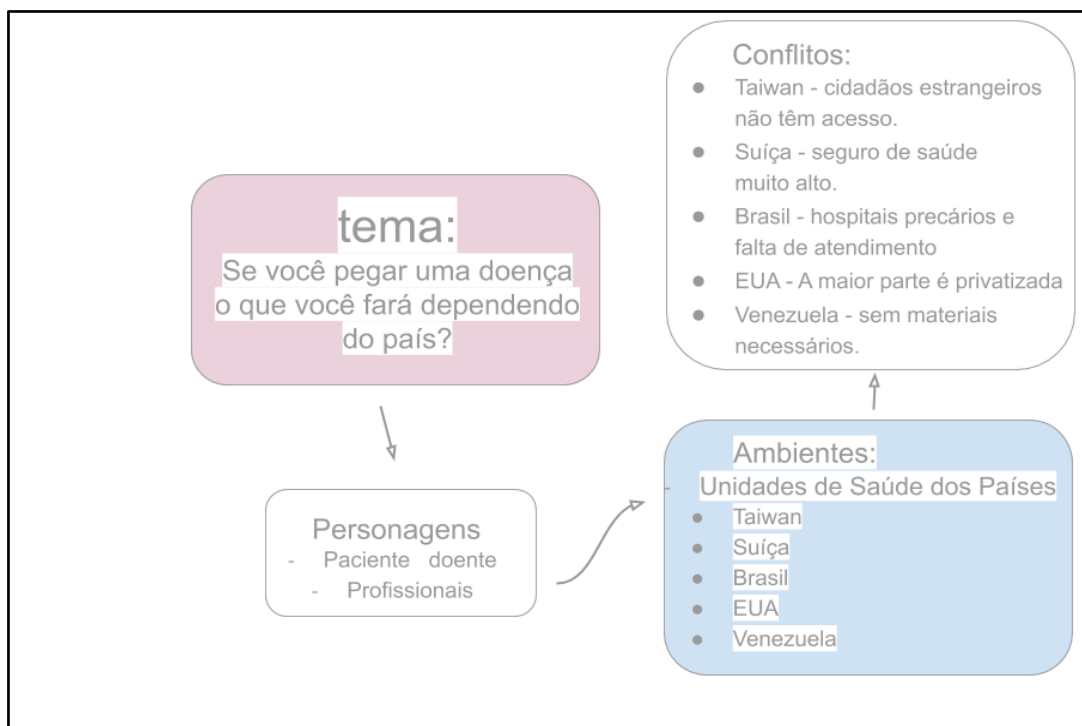 tema:
Se você pegar uma doença
o que você fará dependendo
do país?
Personagens
- Paciente doente
- Profissionais
Ambientes:
- Unidades de Saúde dos Países
● Taiwan
● Suíça
● Brasil
● EUA
● Venezuela
Conflitos:
● Taiwan - cidadãos estrangeiros
não têm acesso.
● Suíça - seguro de saúde
muito alto.
● Brasil - hospitais precários e
falta de atendimento
● EUA - A maior parte é privatizada
● Venezuela - sem materiais
necessários.